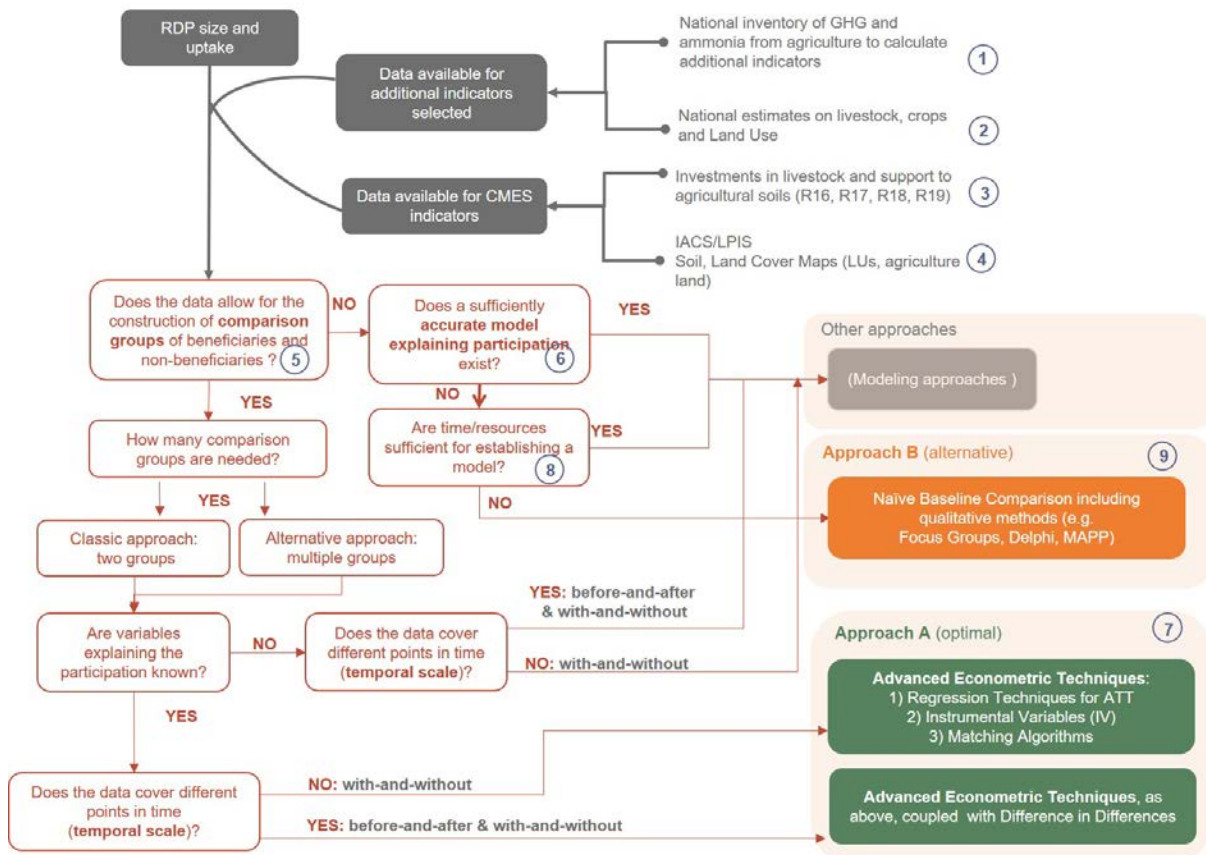 RDP size and
uptake
National inventory of GHG and
ammonia from agriculture to calculate
additional indicators
1
Data available for
additional indicators
selected
National estimates on livestock, crops
and Land Use
2
Investments in livestock and support to
agricultural soils (R16, R17, R18, R19)
3
Data available for CMES
indicators
IACS/LPIS
Soil, Land Cover Maps (LUs, agriculture
land)
4
Does the data allow for the
construction of comparison
groups of beneficiaries and
non-beneficiaries ?
5
NO
Does a sufficiently
accurate model
explaining participation
exist?
6
YES
Other approaches
(Modeling approaches )
YES
NO
How many comparison
groups are needed?
Are time/resources
sufficient for establishing a
model?
8
YES
NO
Approach B (alternative)
9
Naïve Baseline Comparison including
qualitative methods (e.g.
Focus Groups, Delphi, MAPP)
YES
Classic approach:
two groups
Alternative approach:
multiple groups
YES: before-and-after
& with-and-without
Are variables
explaining the
participation known?
NO
Does the data cover
different points in time
(temporal scale)?
NO: with-and-without
Approach A (optimal)
7
Advanced Econometric Techniques:
1) Regression Techniques for ATT
2) Instrumental Variables (IV)
3) Matching Algorithms
YES
Does the data cover different
points in time
(temporal scale)?
NO: with-and-without
YES: before-and-after & with-and-without
Advanced Econometric Techniques, as
above, coupled with Difference in Differences